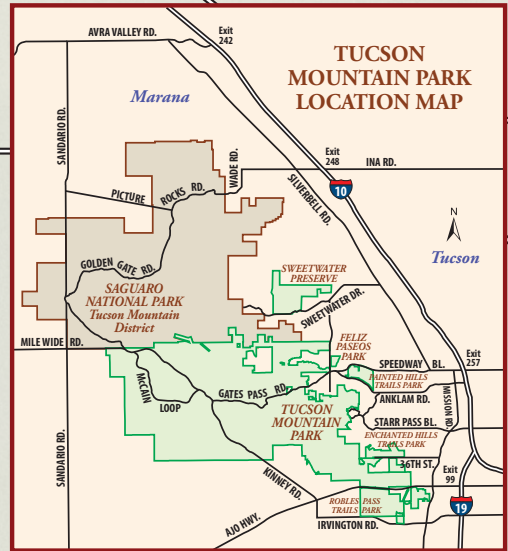 AVRA VALLEY RD.
Exit
242
TUCSON
MOUNTAIN PARK
LOCATION MAP
Marana
SANDARIO RD.
WADE RD.
Exit
248
INA RD.
PICTURE ROCKS RD.
SILVERBELL RD.
10
N
Tucson
GOLDEN GATE RD.
SWEETWATER
PRESERVE
SAGUARO
NATIONAL PARK
Tucson Mountain
District
SWEETWATER DR.
MILE WIDE RD.
FELIZ
PASEOS
PARK
Exit
257
SPEEDWAY BL.
PAINTED HILLS
TRAILS PARK
McCAIN
LOOP
GATES PASS RD.
ANKLAM RD.
MISSION RD.
TUCSON
MOUNTAIN
PARK
STARR PASS BL.
ENCHANTED HILLS
TRAILS PARK
36TH ST.
SANDARIO RD.
KINNEY RD.
Exit
99
ROBLES PASS
TRAILS PARK
19
AJO HWY.
IRVINGTON RD.